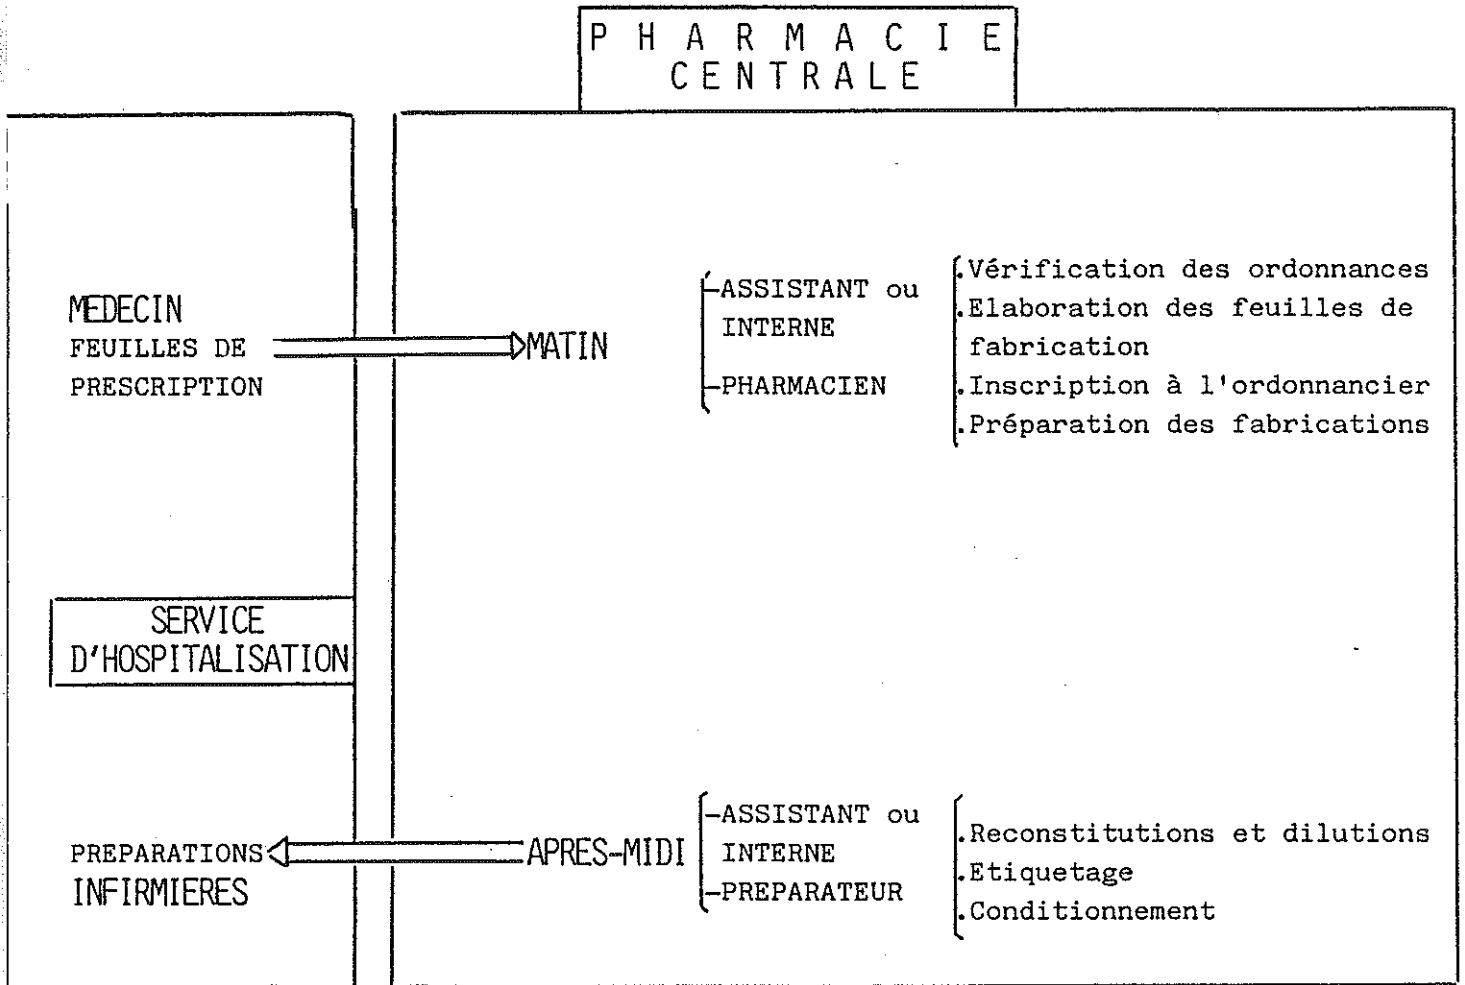 P H A R M A C I E
CENTRALE
MEDECIN
FEUILLES DE
PRESCRIPTION
MATIN
-ASSISTANT ou
INTERNE
-PHARMACIEN
.Vérification des ordonnances
.Elaboration des feuilles de
fabrication
.Inscription à l'ordonnancier
.Préparation des fabrications
SERVICE
D'HOSPITALISATION
PREPARATIONS
INFIRMIERES
APRES-MIDI
-ASSISTANT ou
INTERNE
-PREPARATEUR
.Reconstitutions et dilutions
.Etiquetage
.Conditionnement